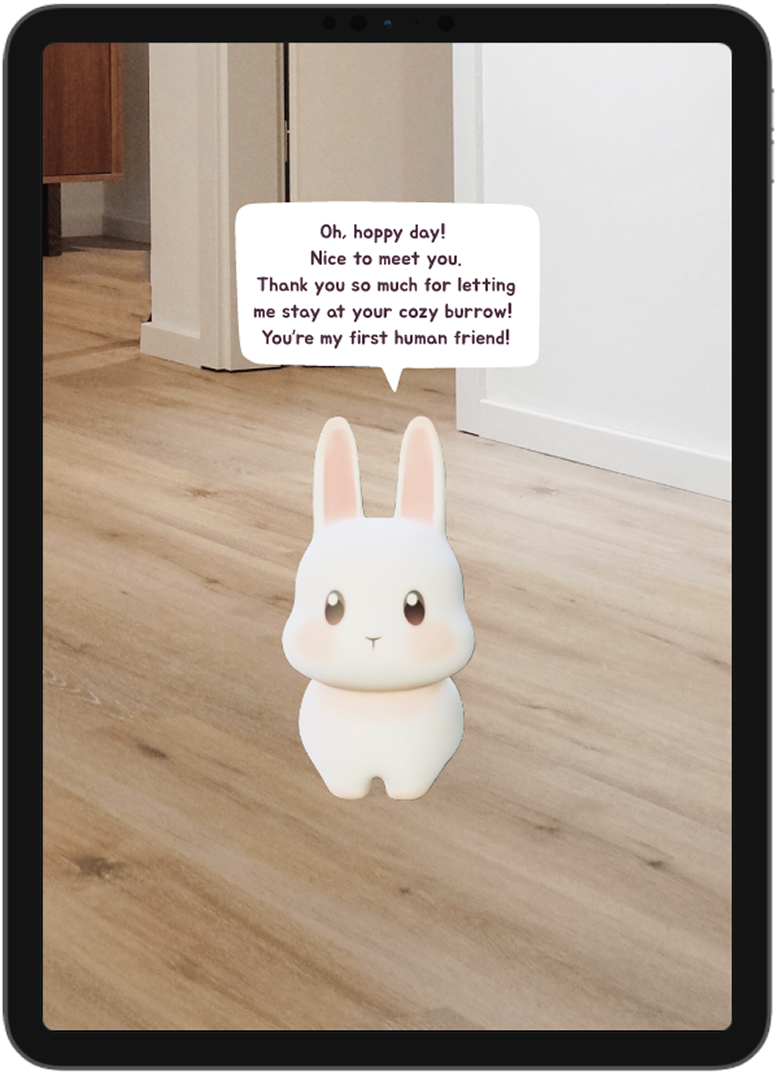 Oh, hoppy day!
Nice to meet you.
Thank you so much for letting
me stay at your cozy burrow!
You're my first human friend!